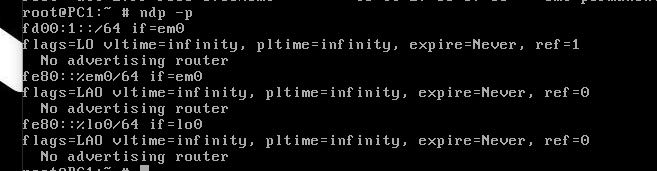 root@PC1:~ # ndp -p
fd00:1::/64 if=em0
flags=LO vltime=infinity, pltime=infinity, expire=Never, ref=1
  No advertising router
fe80::%em0/64 if=em0
flags=LAO vltime=infinity, pltime=infinity, expire=Never, ref=0
  No advertising router
fe80::%lo0/64 if=lo0
flags=LAO vltime=infinity, pltime=infinity, expire=Never, ref=0
  No advertising router
root@PC1:~ #